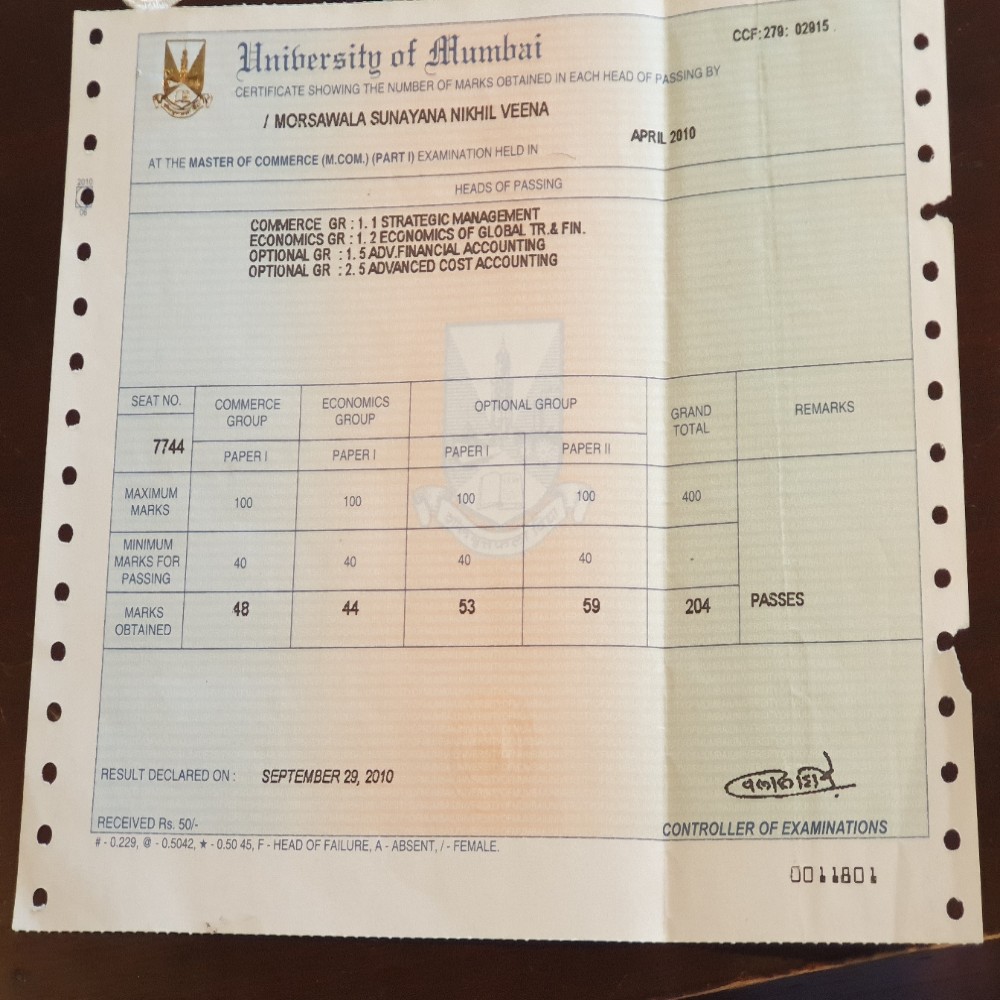 CCF:279: 02915
University of Mumbai
CERTIFICATE SHOWING THE NUMBER OF MARKS OBTAINED IN EACH HEAD OF PASSING BY
/ MORSAWALA SUNAYANA NIKHIL VEENA
APRIL 2010
AT THE MASTER OF COMMERCE (M.COM.) (PART I) EXAMINATION HELD IN
HEADS OF PASSING
COMMERCE GR : 1. 1 STRATEGIC MANAGEMENT
ECONOMICS GR : 1. 2 ECONOMICS OF GLOBAL TR.& FIN.
OPTIONAL GR : 1. 5 ADV.FINANCIAL ACCOUNTING
OPTIONAL GR : 2. 5 ADVANCED COST ACCOUNTING
SEAT NO. COMMERCE GROUP ECONOMICS GROUP OPTIONAL GROUP GRAND TOTAL REMARKS
7744 PAPER I PAPER I PAPER I PAPER II
MAXIMUM MARKS 100 100 100 100 400
MINIMUM MARKS FOR PASSING 40 40 40 40 -
MARKS OBTAINED 48 44 53 59 204 PASSES
RESULT DECLARED ON : SEPTEMBER 29, 2010
RECEIVED Rs. 50/-
CONTROLLER OF EXAMINATIONS
# - 0.229, @ - 0.5042, ★ - 0.50 45, F - HEAD OF FAILURE, A - ABSENT, / - FEMALE.
0011801